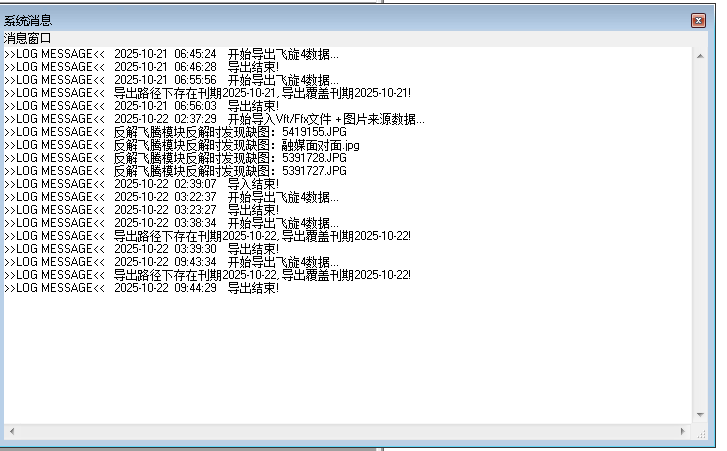 系统消息
消息窗口
>>LOG MESSAGE<< 2025-10-21 06:45:24 开始导出飞旋4数据...
>>LOG MESSAGE<< 2025-10-21 06:46:28 导出结束!
>>LOG MESSAGE<< 2025-10-21 06:55:56 开始导出飞旋4数据...
>>LOG MESSAGE<< 导出路径下存在刊期2025-10-21, 导出覆盖刊期2025-10-21!
>>LOG MESSAGE<< 2025-10-21 06:56:03 导出结束!
>>LOG MESSAGE<< 2025-10-22 02:37:29 开始导入Vft/Ffx文件 + 图片来源数据...
>>LOG MESSAGE<< 反解飞腾模块反解时发现缺图：5419155.JPG
>>LOG MESSAGE<< 反解飞腾模块反解时发现缺图：融媒面对面.jpg
>>LOG MESSAGE<< 反解飞腾模块反解时发现缺图：5391728.JPG
>>LOG MESSAGE<< 反解飞腾模块反解时发现缺图：5391727.JPG
>>LOG MESSAGE<< 2025-10-22 02:39:07 导入结束!
>>LOG MESSAGE<< 2025-10-22 03:22:37 开始导出飞旋4数据...
>>LOG MESSAGE<< 2025-10-22 03:23:27 导出结束!
>>LOG MESSAGE<< 2025-10-22 03:38:34 开始导出飞旋4数据...
>>LOG MESSAGE<< 导出路径下存在刊期2025-10-22, 导出覆盖刊期2025-10-22!
>>LOG MESSAGE<< 2025-10-22 03:39:30 导出结束!
>>LOG MESSAGE<< 2025-10-22 09:43:34 开始导出飞旋4数据...
>>LOG MESSAGE<< 导出路径下存在刊期2025-10-22, 导出覆盖刊期2025-10-22!
>>LOG MESSAGE<< 2025-10-22 09:44:29 导出结束!